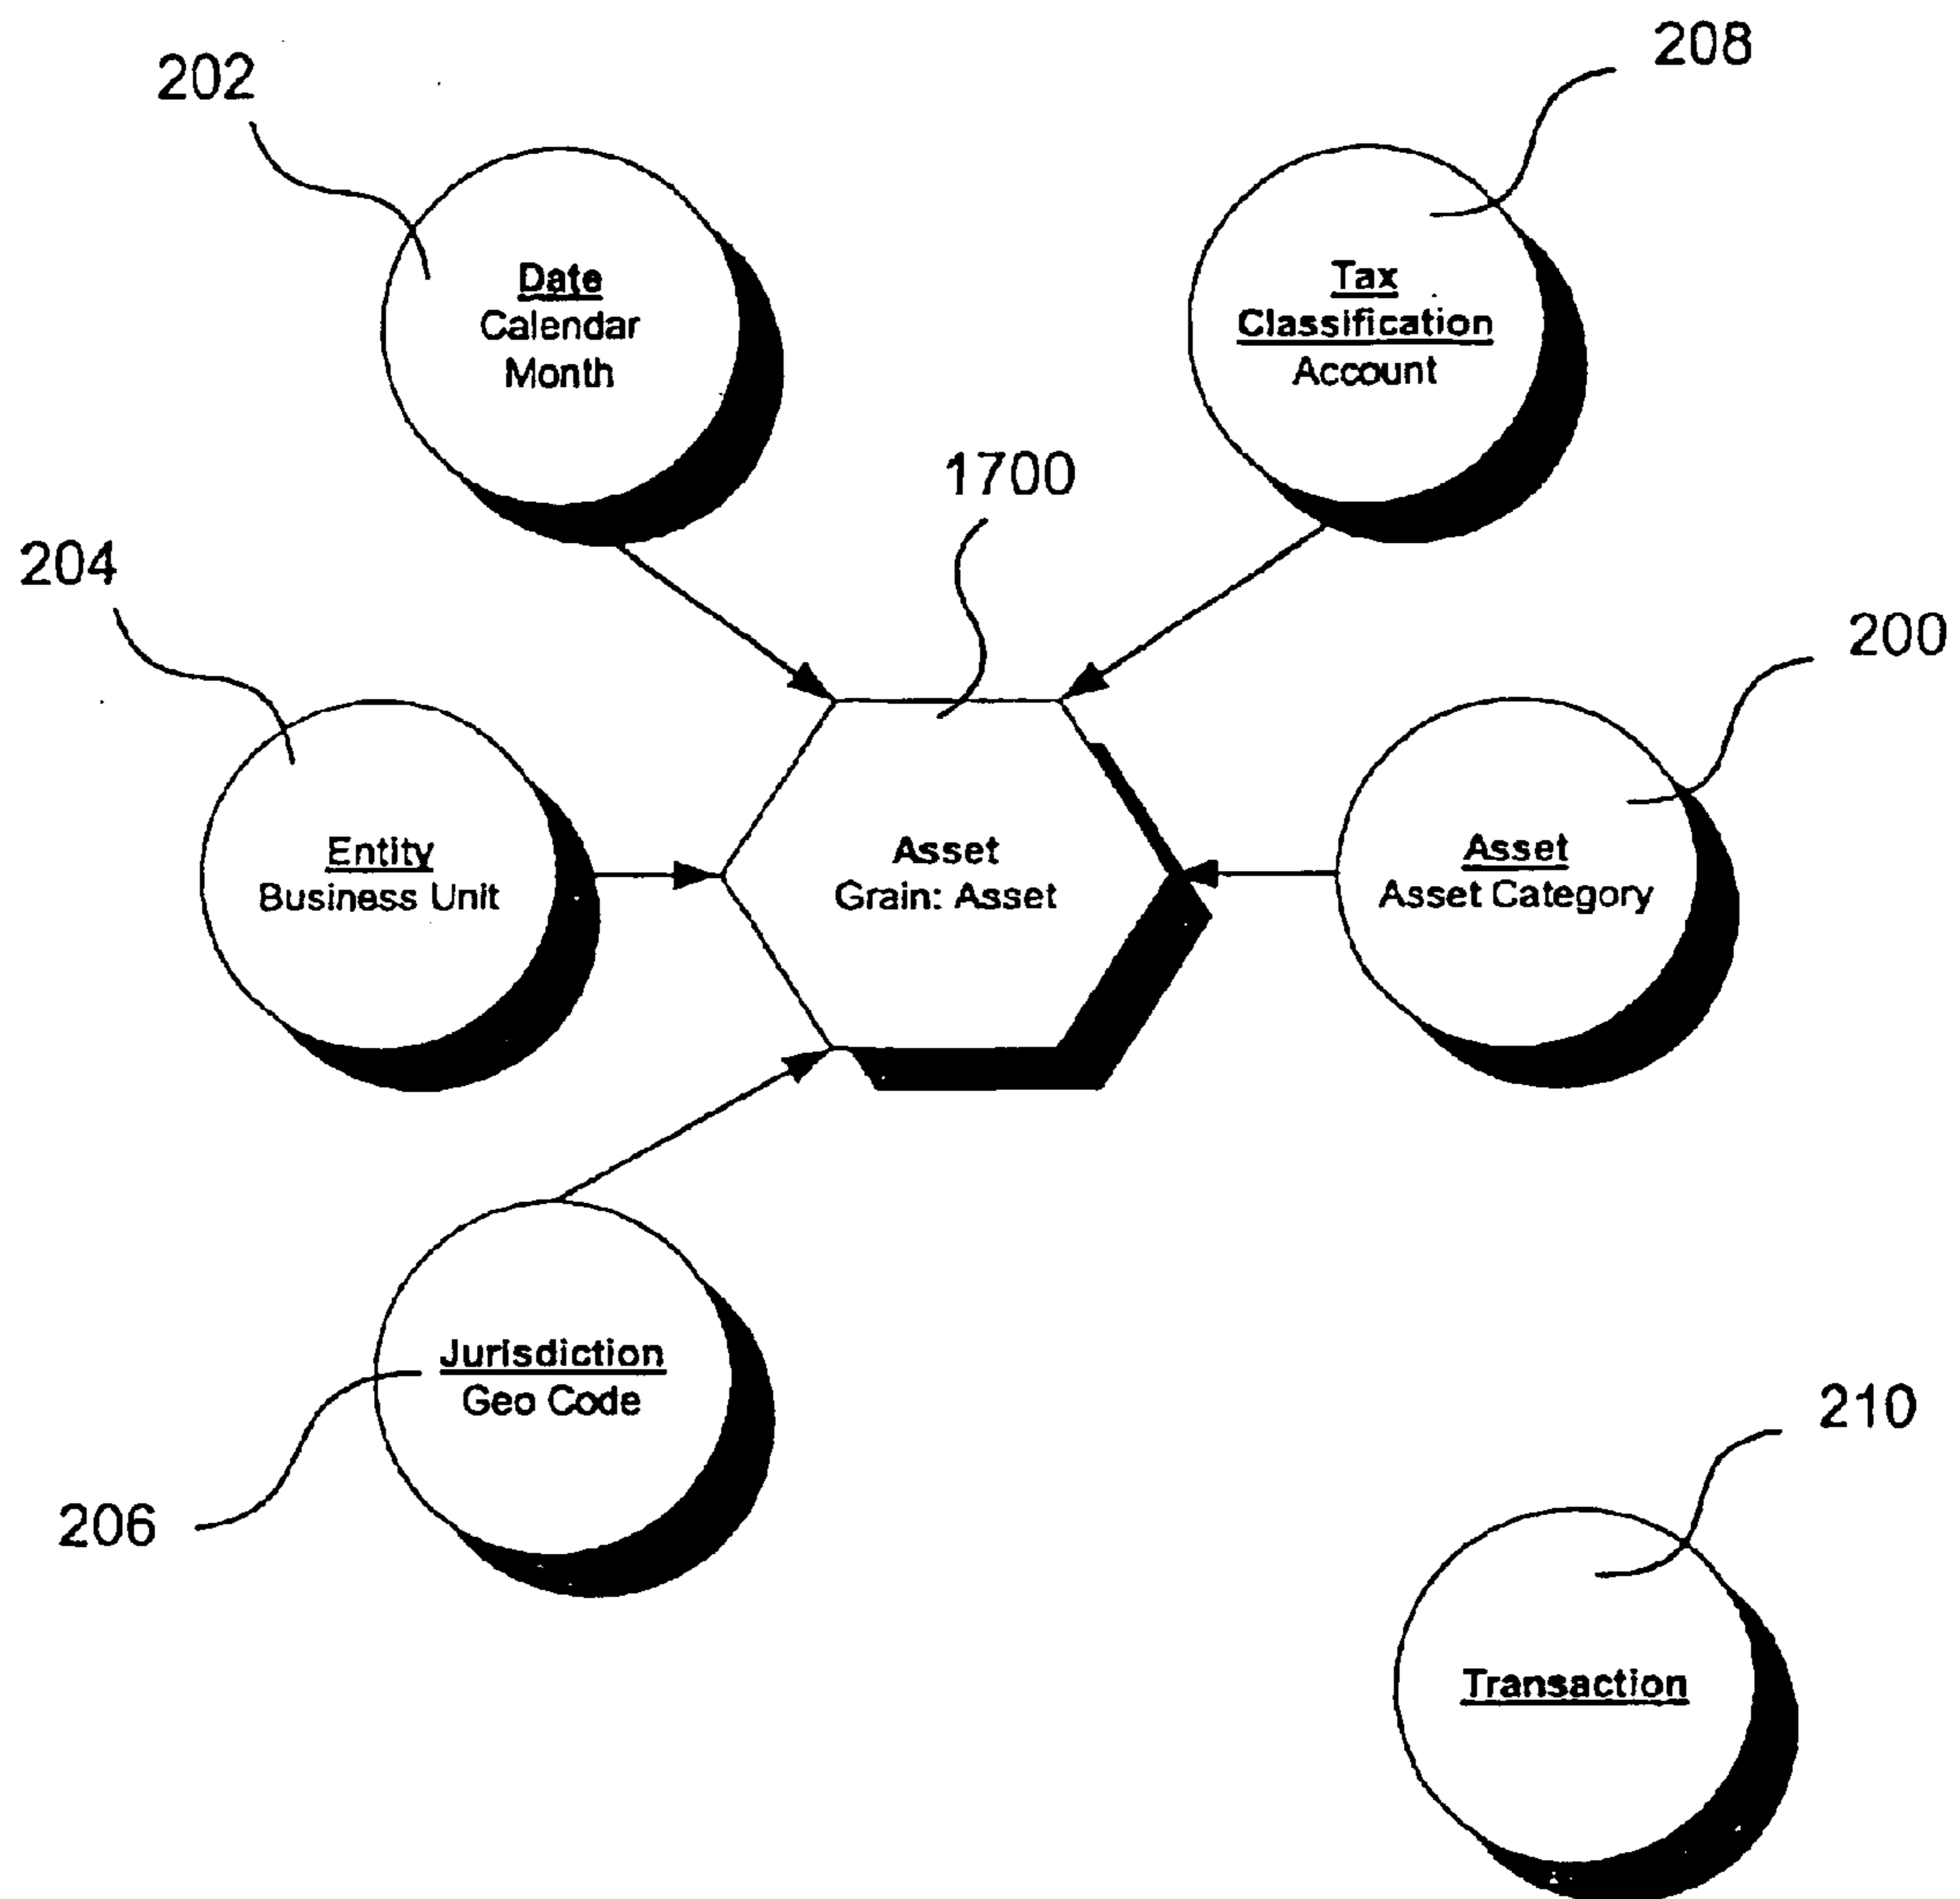 208
202
Date
Calendar
Month
Tax
Classification
Account
1700
204
200
Entity
Business Unit
Asset
Grain: Asset
Asset
Asset Category
Jurisdiction
Geo Code
210
206
Transaction